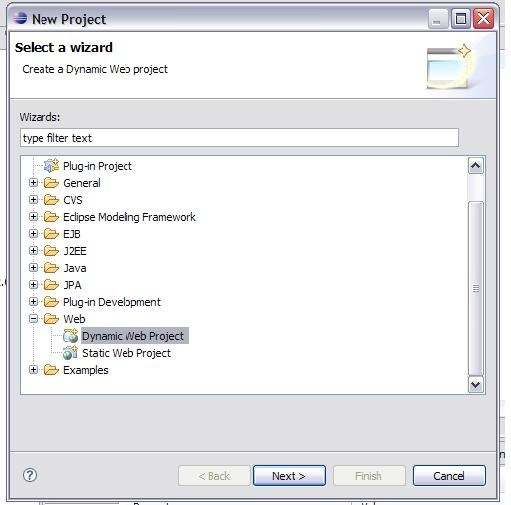 New Project
Select a wizard
Create a Dynamic Web project
Wizards:
type filter text
Plug-in Project
General
CVS
Eclipse Modeling Framework
EJB
J2EE
Java
JPA
Plug-in Development
Web
Dynamic Web Project
Static Web Project
Examples
? < Back Next > Finish Cancel